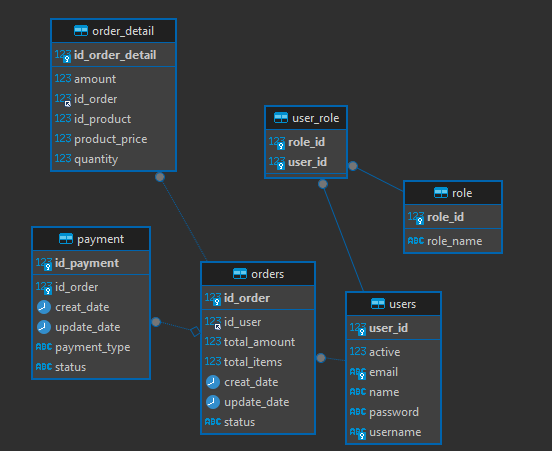 order_detail
123 id_order_detail
123 amount
123 id_order
123 id_product
123 product_price
123 quantity
user_role
123 role_id
123 user_id
role
123 role_id
ABC role_name
payment
123 id_payment
123 id_order
creat_date
update_date
ABC payment_type
ABC status
orders
123 id_order
123 id_user
123 total_amount
123 total_items
creat_date
update_date
ABC status
users
123 user_id
123 active
ABC email
ABC name
ABC password
ABC username